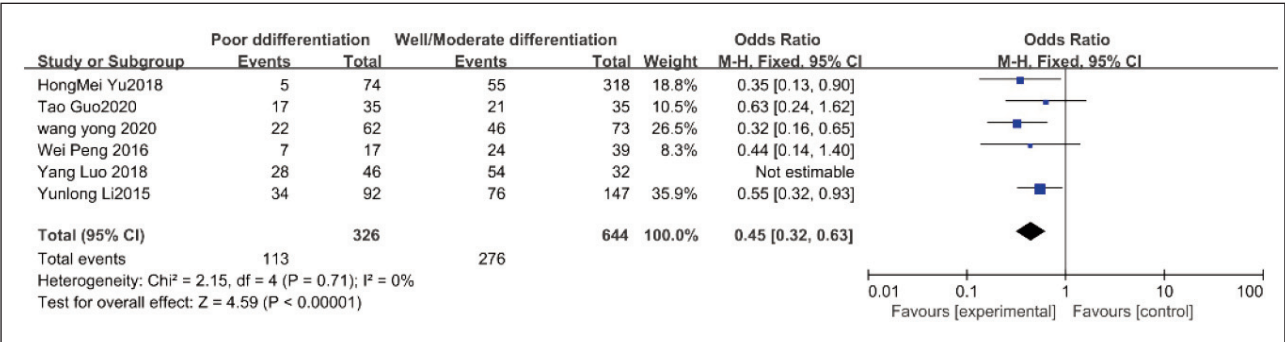 Poor ddifferentiation Well/Moderate differentiation Odds Ratio Odds Ratio
Study or Subgroup Events Total Events Total Weight M-H, Fixed, 95% CI M-H, Fixed, 95% CI
HongMei Yu2018 5 74 55 318 18.8% 0.35 [0.13, 0.90]
Tao Guo2020 17 35 21 35 10.5% 0.63 [0.24, 1.62]
wang yong 2020 22 62 46 73 26.5% 0.32 [0.16, 0.65]
Wei Peng 2016 7 17 24 39 8.3% 0.44 [0.14, 1.40]
Yang Luo 2018 28 46 54 32 Not estimable
Yunlong Li2015 34 92 76 147 35.9% 0.55 [0.32, 0.93]
Total (95% CI) 326 644 100.0% 0.45 [0.32, 0.63]
Total events 113 276
Heterogeneity: Chi² = 2.15, df = 4 (P = 0.71); I² = 0%
Test for overall effect: Z = 4.59 (P < 0.00001)
0.01 0.1 1 10 100
Favours [experimental] Favours [control]